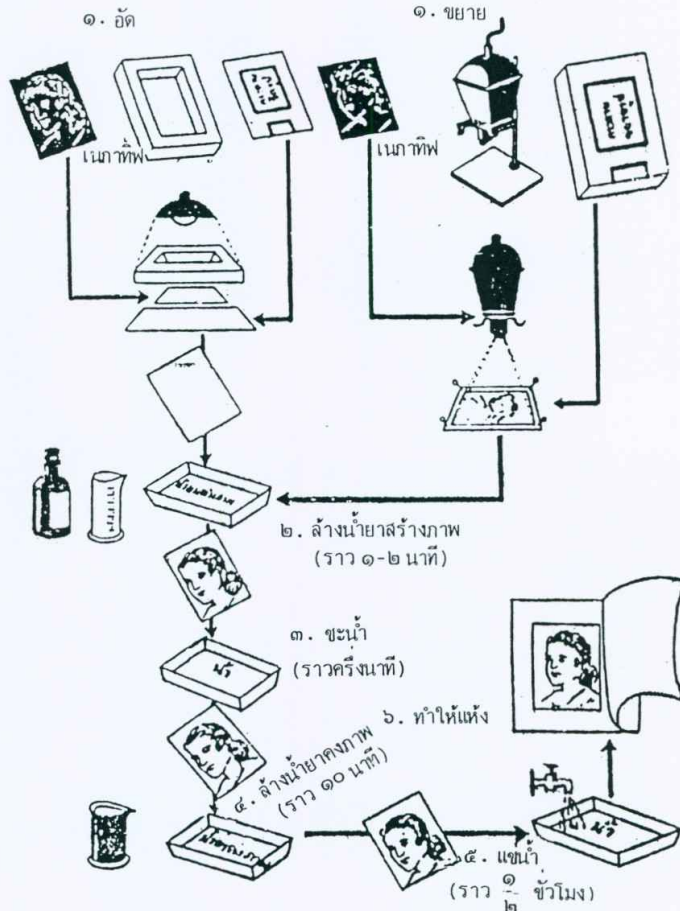 ๑. อัด
๑. ขยาย
เนกาทิฟ
เนกาทิฟ
๒. ล้างน้ำยาสร้างภาพ
(ราว ๑-๒ นาที)
๓. ชะน้ำ
(ราวครึ่งนาที)
น้ำ
๖. ทำให้แห้ง
๔. ล้างน้ำยาคงภาพ
(ราว ๑๐ นาที)
น้ำ
๕. แช่น้ำ
(ราว ๑/๒ ชั่วโมง)